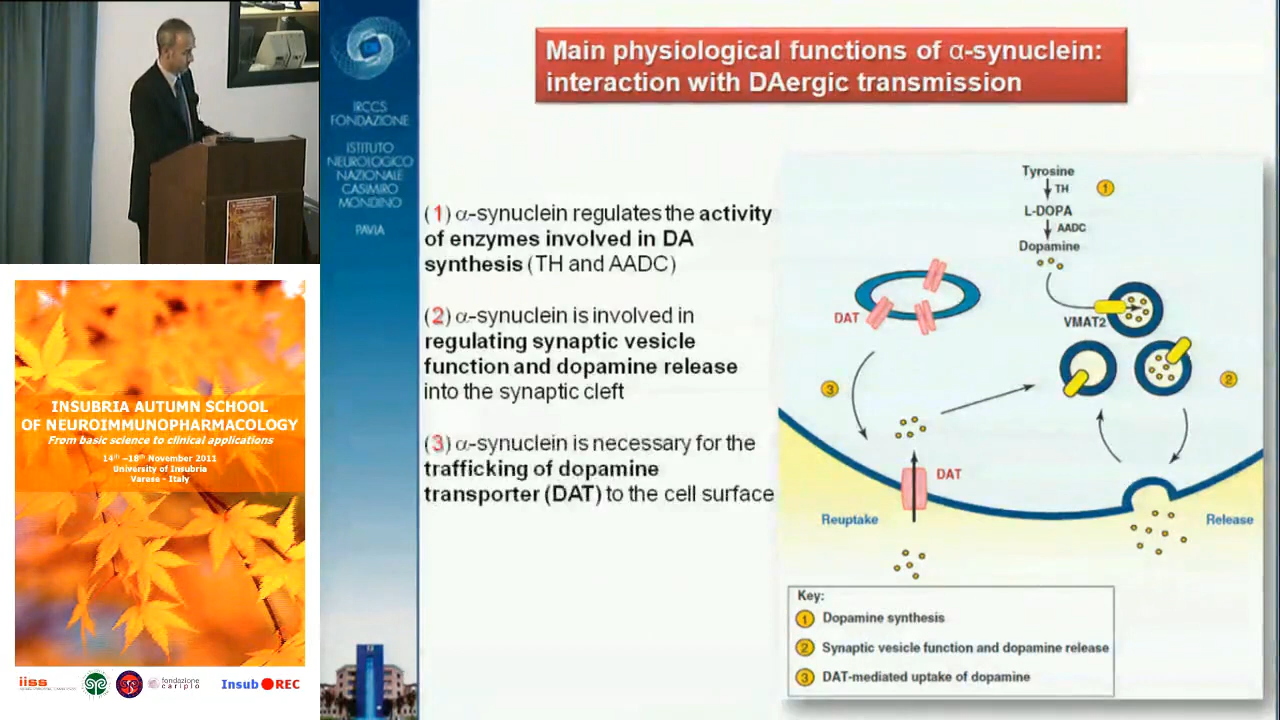 Main physiological functions of α-synuclein:
interaction with DAergic transmission
IRCCS
FONDAZIONE
ISTITUTO
NEUROLOGICO
NAZIONALE
CASIMIRO
MONDINO
PAVIA
(1) α-synuclein regulates the activity
of enzymes involved in DA
synthesis (TH and AADC)
(2) α-synuclein is involved in
regulating synaptic vesicle
function and dopamine release
into the synaptic cleft
(3) α-synuclein is necessary for the
trafficking of dopamine
transporter (DAT) to the cell surface
Tyrosine
TH
1
L-DOPA
AADC
Dopamine
DAT
VMAT2
3
2
DAT
Reuptake
Release
Key:
1 Dopamine synthesis
2 Synaptic vesicle function and dopamine release
3 DAT-mediated uptake of dopamine
INSUBRIA AUTUMN SCHOOL
OF NEUROIMMUNOPHARMACOLOGY
From basic science to clinical applications
14th –18th November 2011
University of Insubria
Varese - Italy
iiss
fondazione
cariplo
Insub REC